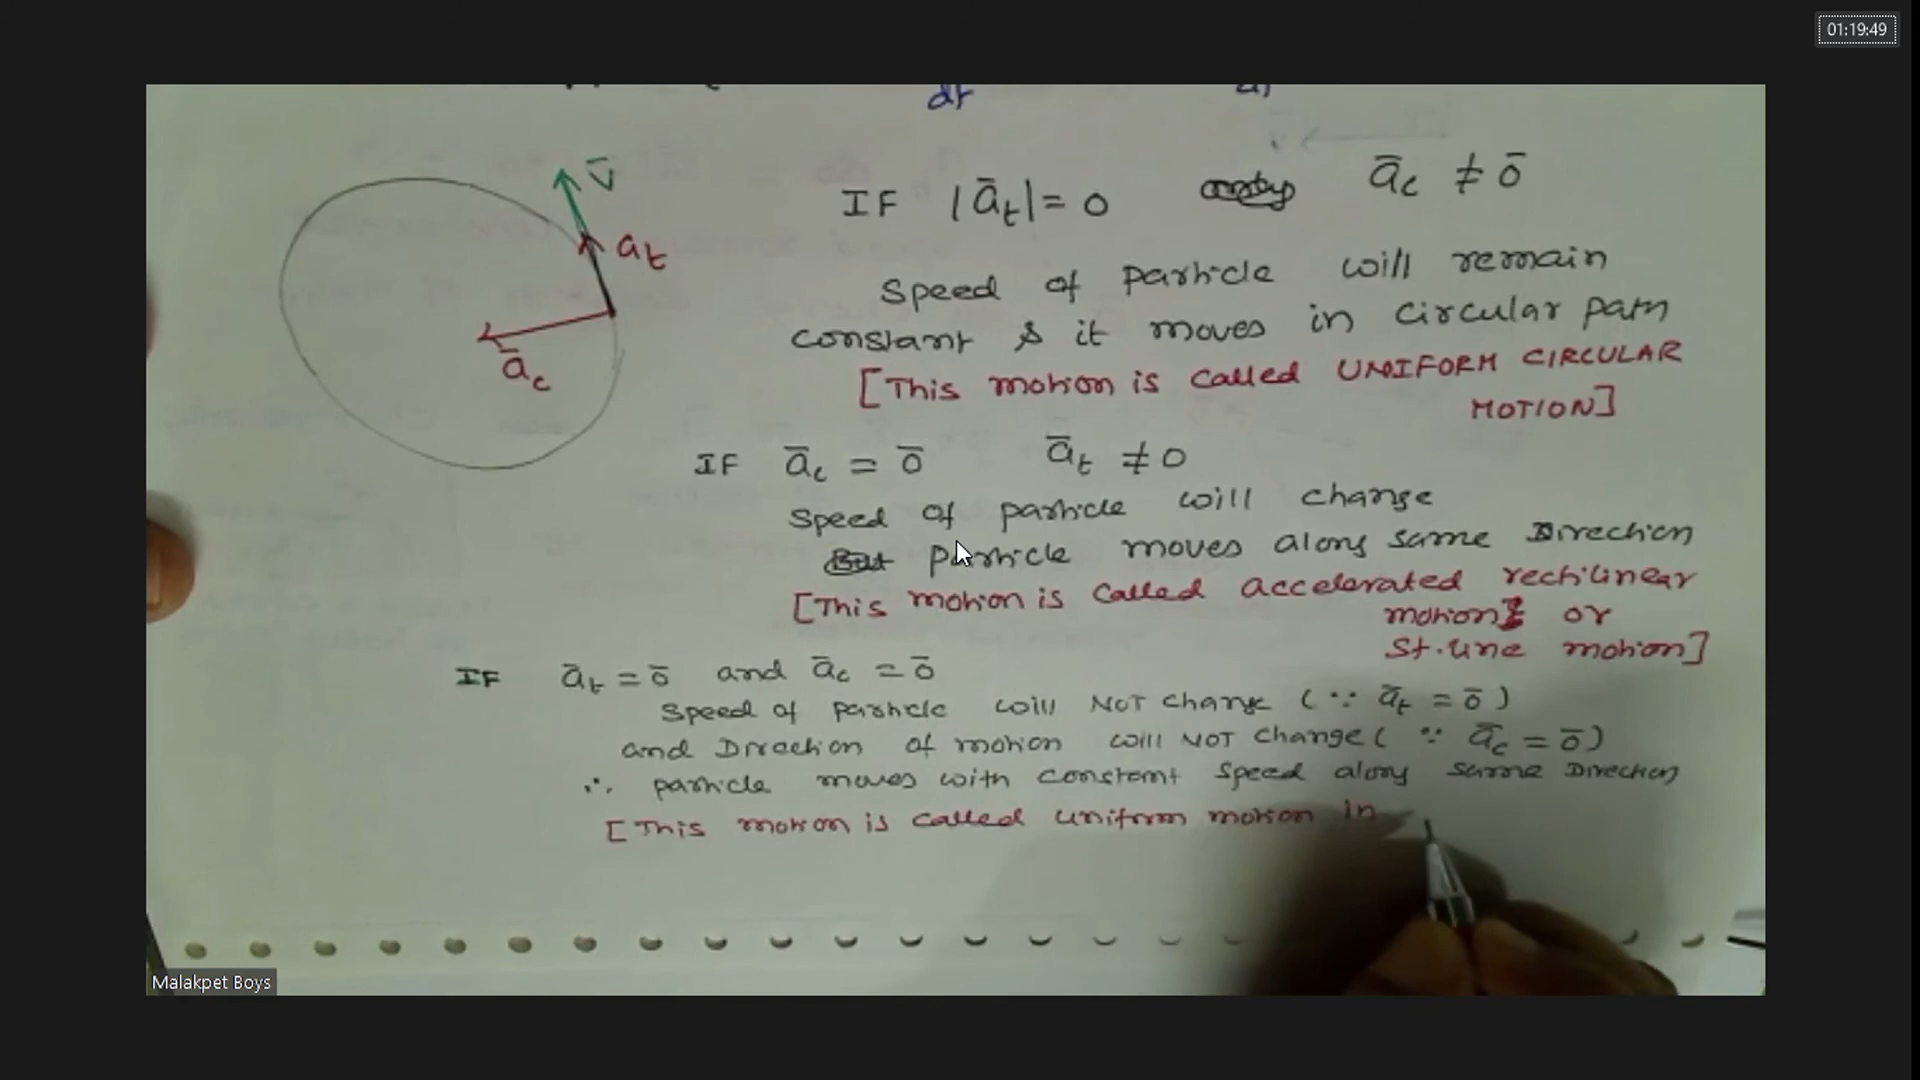 01:19:49
dt
v̄
a_t
ā_c
IF |ā_t| = 0 ā_c ≠ 0̄
Speed of particle will remain
constant & it moves in circular path
[This motion is called UNIFORM CIRCULAR
MOTION]
IF ā_c = 0̄ ā_t ≠ 0
Speed of particle will change
But particle moves along same Direction
[This motion is called accelerated rectilinear
motion or
St. line motion]
IF ā_t = 0̄ and ā_c = 0̄
Speed of particle will NOT change (∵ ā_t = 0̄)
and Direction of motion will NOT change (∵ ā_c = 0̄)
∴ particle moves with constant speed along same Direction
[This motion is called uniform motion in
Malakpet Boys